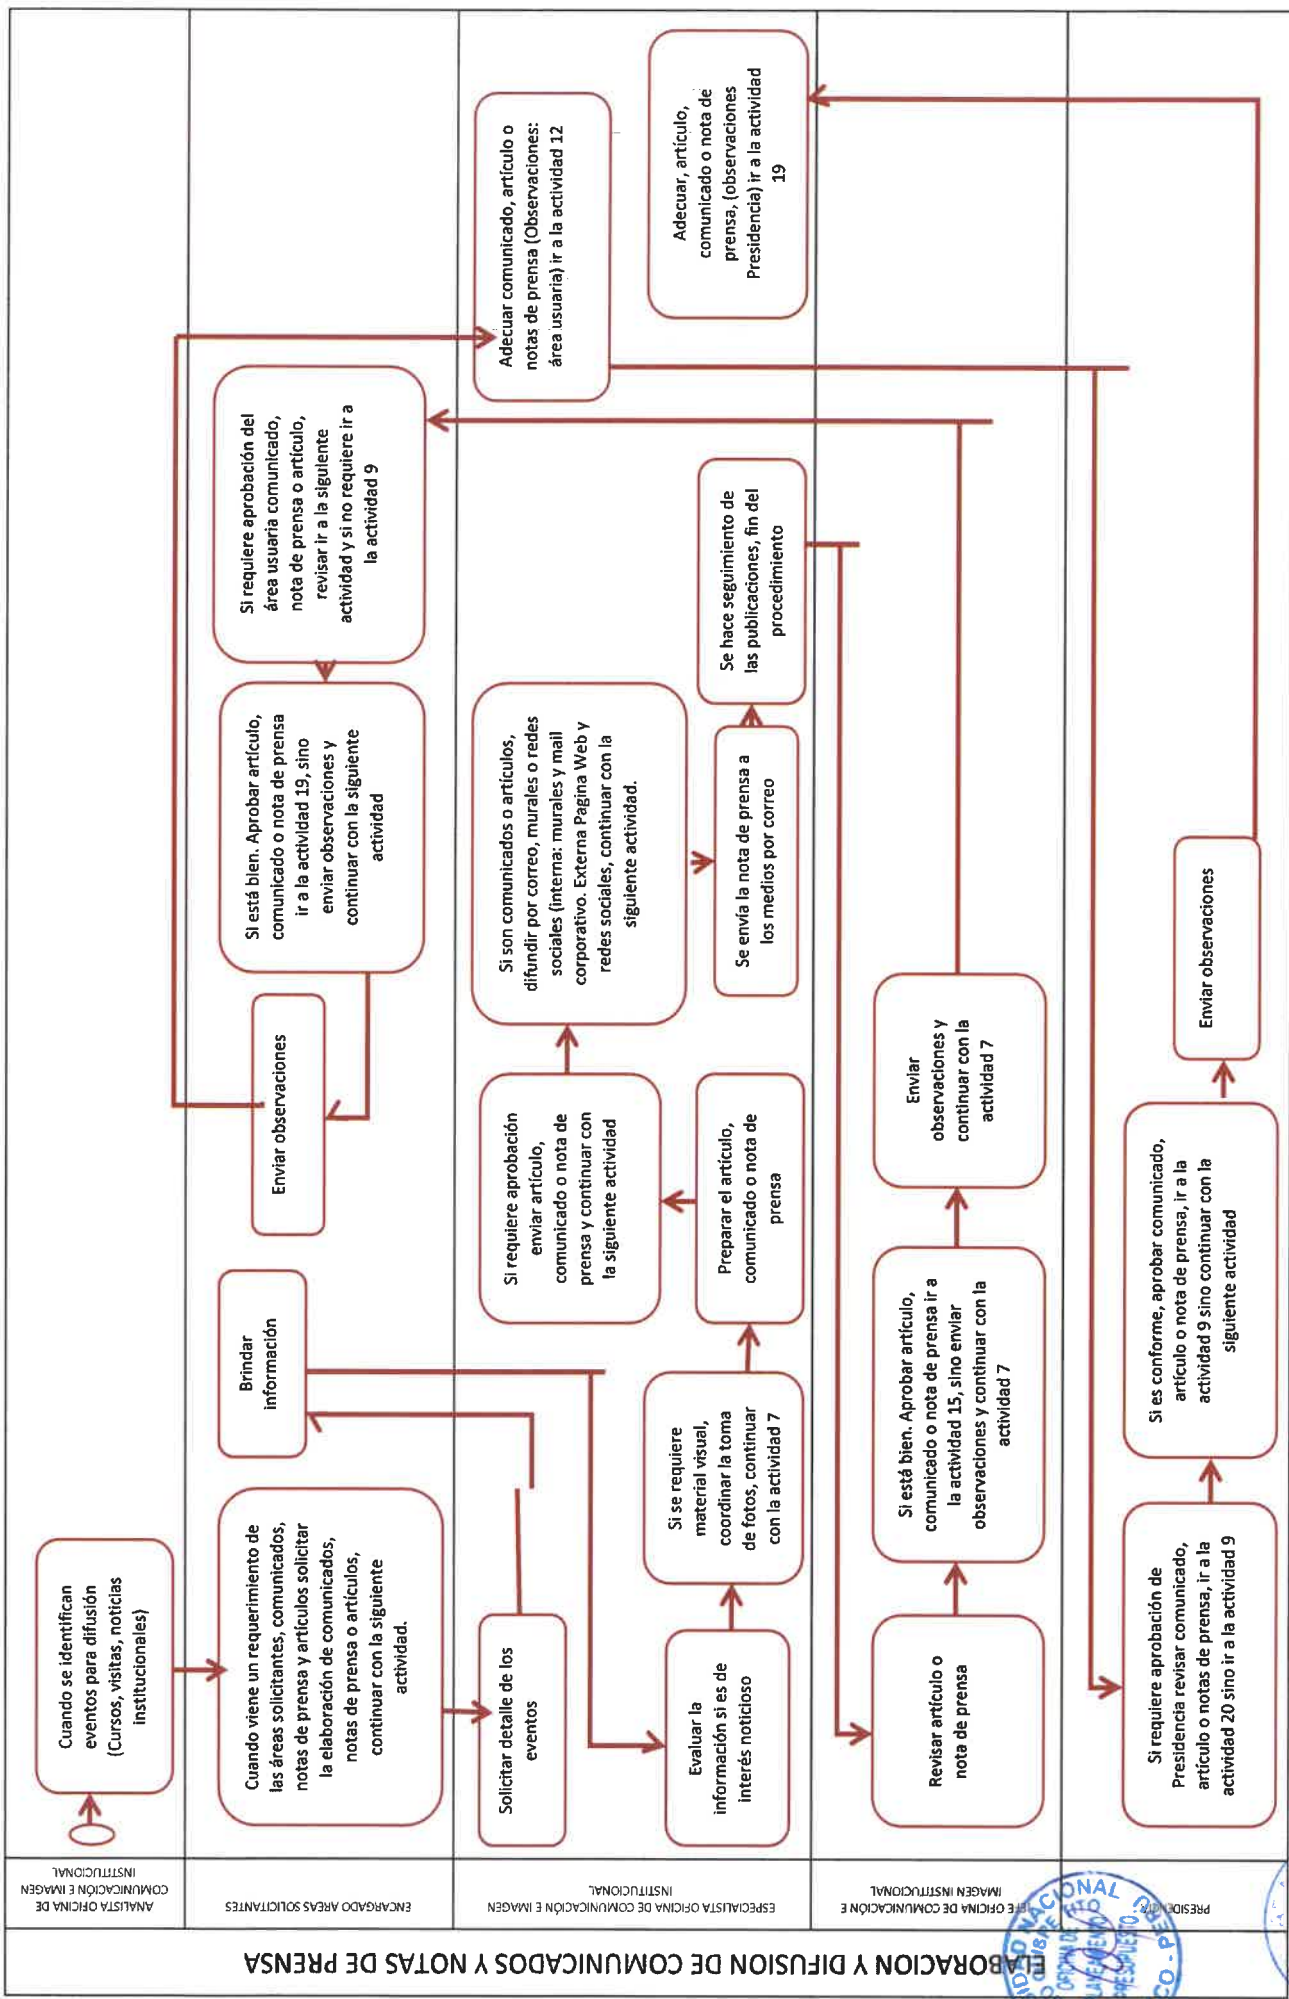 ELABORACION Y DIFUSION DE COMUNICADOS Y NOTAS DE PRENSA
ANALISTA OFICINA DE
COMUNICACIÓN E IMAGEN
INSTITUCIONAL
Cuando se identifican
eventos para difusión
(Cursos, visitas, noticias
institucionales)
ENCARGADO AREAS SOLICITANTES
Cuando viene un requerimiento de
las áreas solicitantes, comunicados,
notas de prensa y artículos solicitar
la elaboración de comunicados,
notas de prensa o artículos,
continuar con la siguiente
actividad.
Brindar
información
Enviar observaciones
Si está bien. Aprobar artículo,
comunicado o nota de prensa
ir a la actividad 19, sino
enviar observaciones y
continuar con la siguiente
actividad
Si requiere aprobación del
área usuaria comunicado,
nota de prensa o artículo,
revisar ir a la siguiente
actividad y si no requiere ir a
la actividad 9
ESPECIALISTA OFICINA DE COMUNICACIÓN E IMAGEN
INSTITUCIONAL
Solicitar detalle de los
eventos
Evaluar la
información si es de
interés noticioso
Si se requiere
material visual,
coordinar la toma
de fotos, continuar
con la actividad 7
Preparar el artículo,
comunicado o nota de
prensa
Si requiere aprobación
enviar artículo,
comunicado o nota de
prensa y continuar con
la siguiente actividad
Si son comunicados o artículos,
difundir por correo, murales o redes
sociales (interna: murales y mail
corporativo. Externa Pagina Web y
redes sociales, continuar con la
siguiente actividad.
Se envía la nota de prensa a
los medios por correo
Se hace seguimiento de
las publicaciones, fin del
procedimiento
Adecuar comunicado, artículo o
notas de prensa (Observaciones:
área usuaria) ir a la actividad 12
Adecuar, artículo,
comunicado o nota de
prensa, (observaciones
Presidencia) ir a la actividad
19
JEFE OFICINA DE COMUNICACIÓN E
IMAGEN INSTITUCIONAL
Revisar artículo o
nota de prensa
Si está bien. Aprobar artículo,
comunicado o nota de prensa ir a
la actividad 15, sino enviar
observaciones y continuar con la
actividad 7
Enviar
observaciones y
continuar con la
actividad 7
PRESIDENCIA
Si requiere aprobación de
Presidencia revisar comunicado,
artículo o notas de prensa, ir a la
actividad 20 sino ir a la actividad 9
Si es conforme, aprobar comunicado,
artículo o nota de prensa, ir a la
actividad 9 sino continuar con la
siguiente actividad
Enviar observaciones
NACIONAL
OFICINA DE
PRESUPUESTO
PERÚ